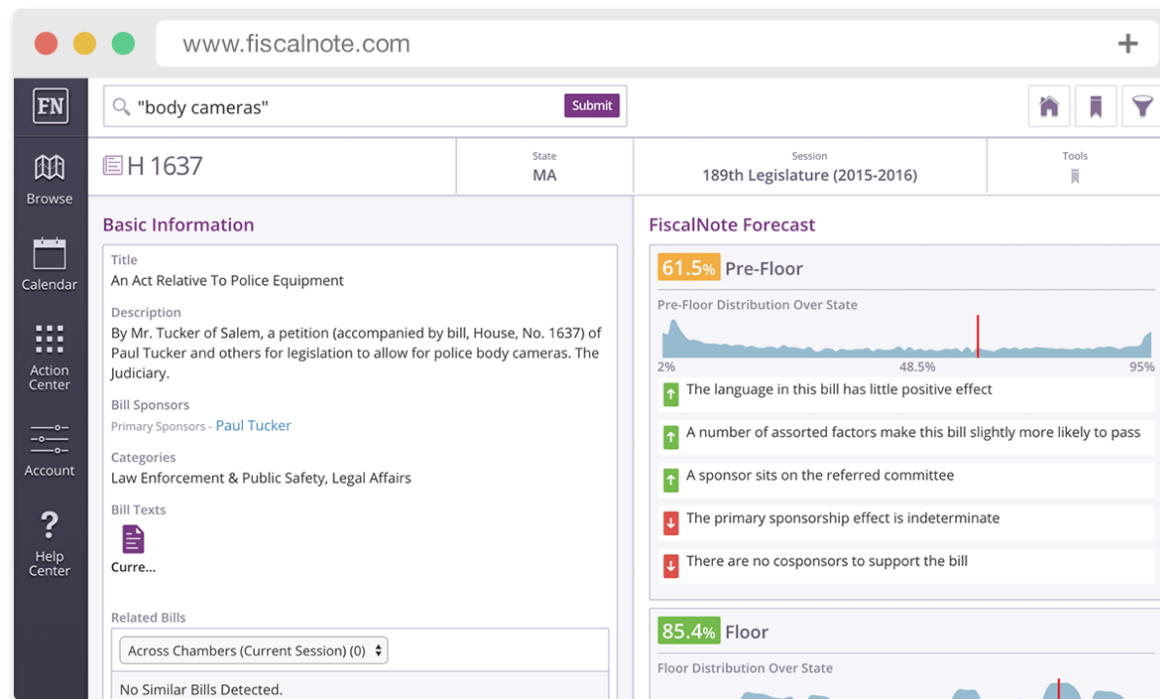 www.fiscalnote.com
FN
"body cameras"
Submit
Browse
Calendar
Action
Center
Account
?
Help
Center
H 1637
State
MA
Session
189th Legislature (2015-2016)
Tools
Basic Information
Title
An Act Relative To Police Equipment
Description
By Mr. Tucker of Salem, a petition (accompanied by bill, House, No. 1637) of
Paul Tucker and others for legislation to allow for police body cameras. The
Judiciary.
Bill Sponsors
Primary Sponsors - Paul Tucker
Categories
Law Enforcement & Public Safety, Legal Affairs
Bill Texts
Curre...
Related Bills
Across Chambers (Current Session) (0)
No Similar Bills Detected.
FiscalNote Forecast
61.5% Pre-Floor
Pre-Floor Distribution Over State
2% 48.5% 95%
The language in this bill has little positive effect
A number of assorted factors make this bill slightly more likely to pass
A sponsor sits on the referred committee
The primary sponsorship effect is indeterminate
There are no cosponsors to support the bill
85.4% Floor
Floor Distribution Over State